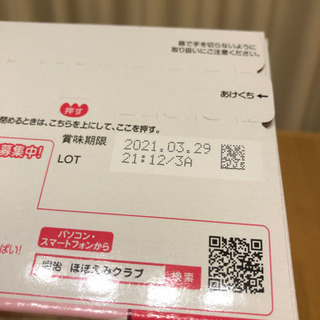 箱で手を切らないように
取り扱いにご注意ください。
あけくち←
押す
閉めるときは、こちらを上にして、ここを押す。
募集中!
賞味期限 2021.03.29
LOT 21:12/3A
ぱい!
パソコン・
スマートフォンから
明治 ほほえみクラブ 検索